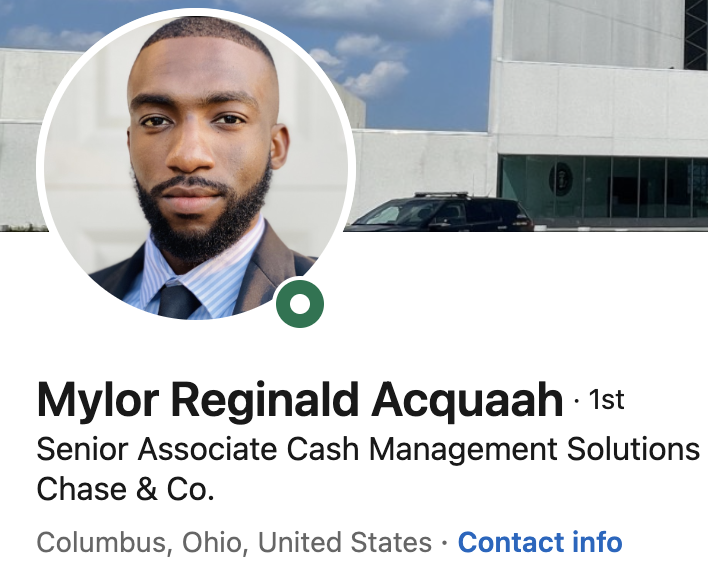 Mylor Reginald Acquaah · 1st
Senior Associate Cash Management Solutions
Chase & Co.
Columbus, Ohio, United States · Contact info